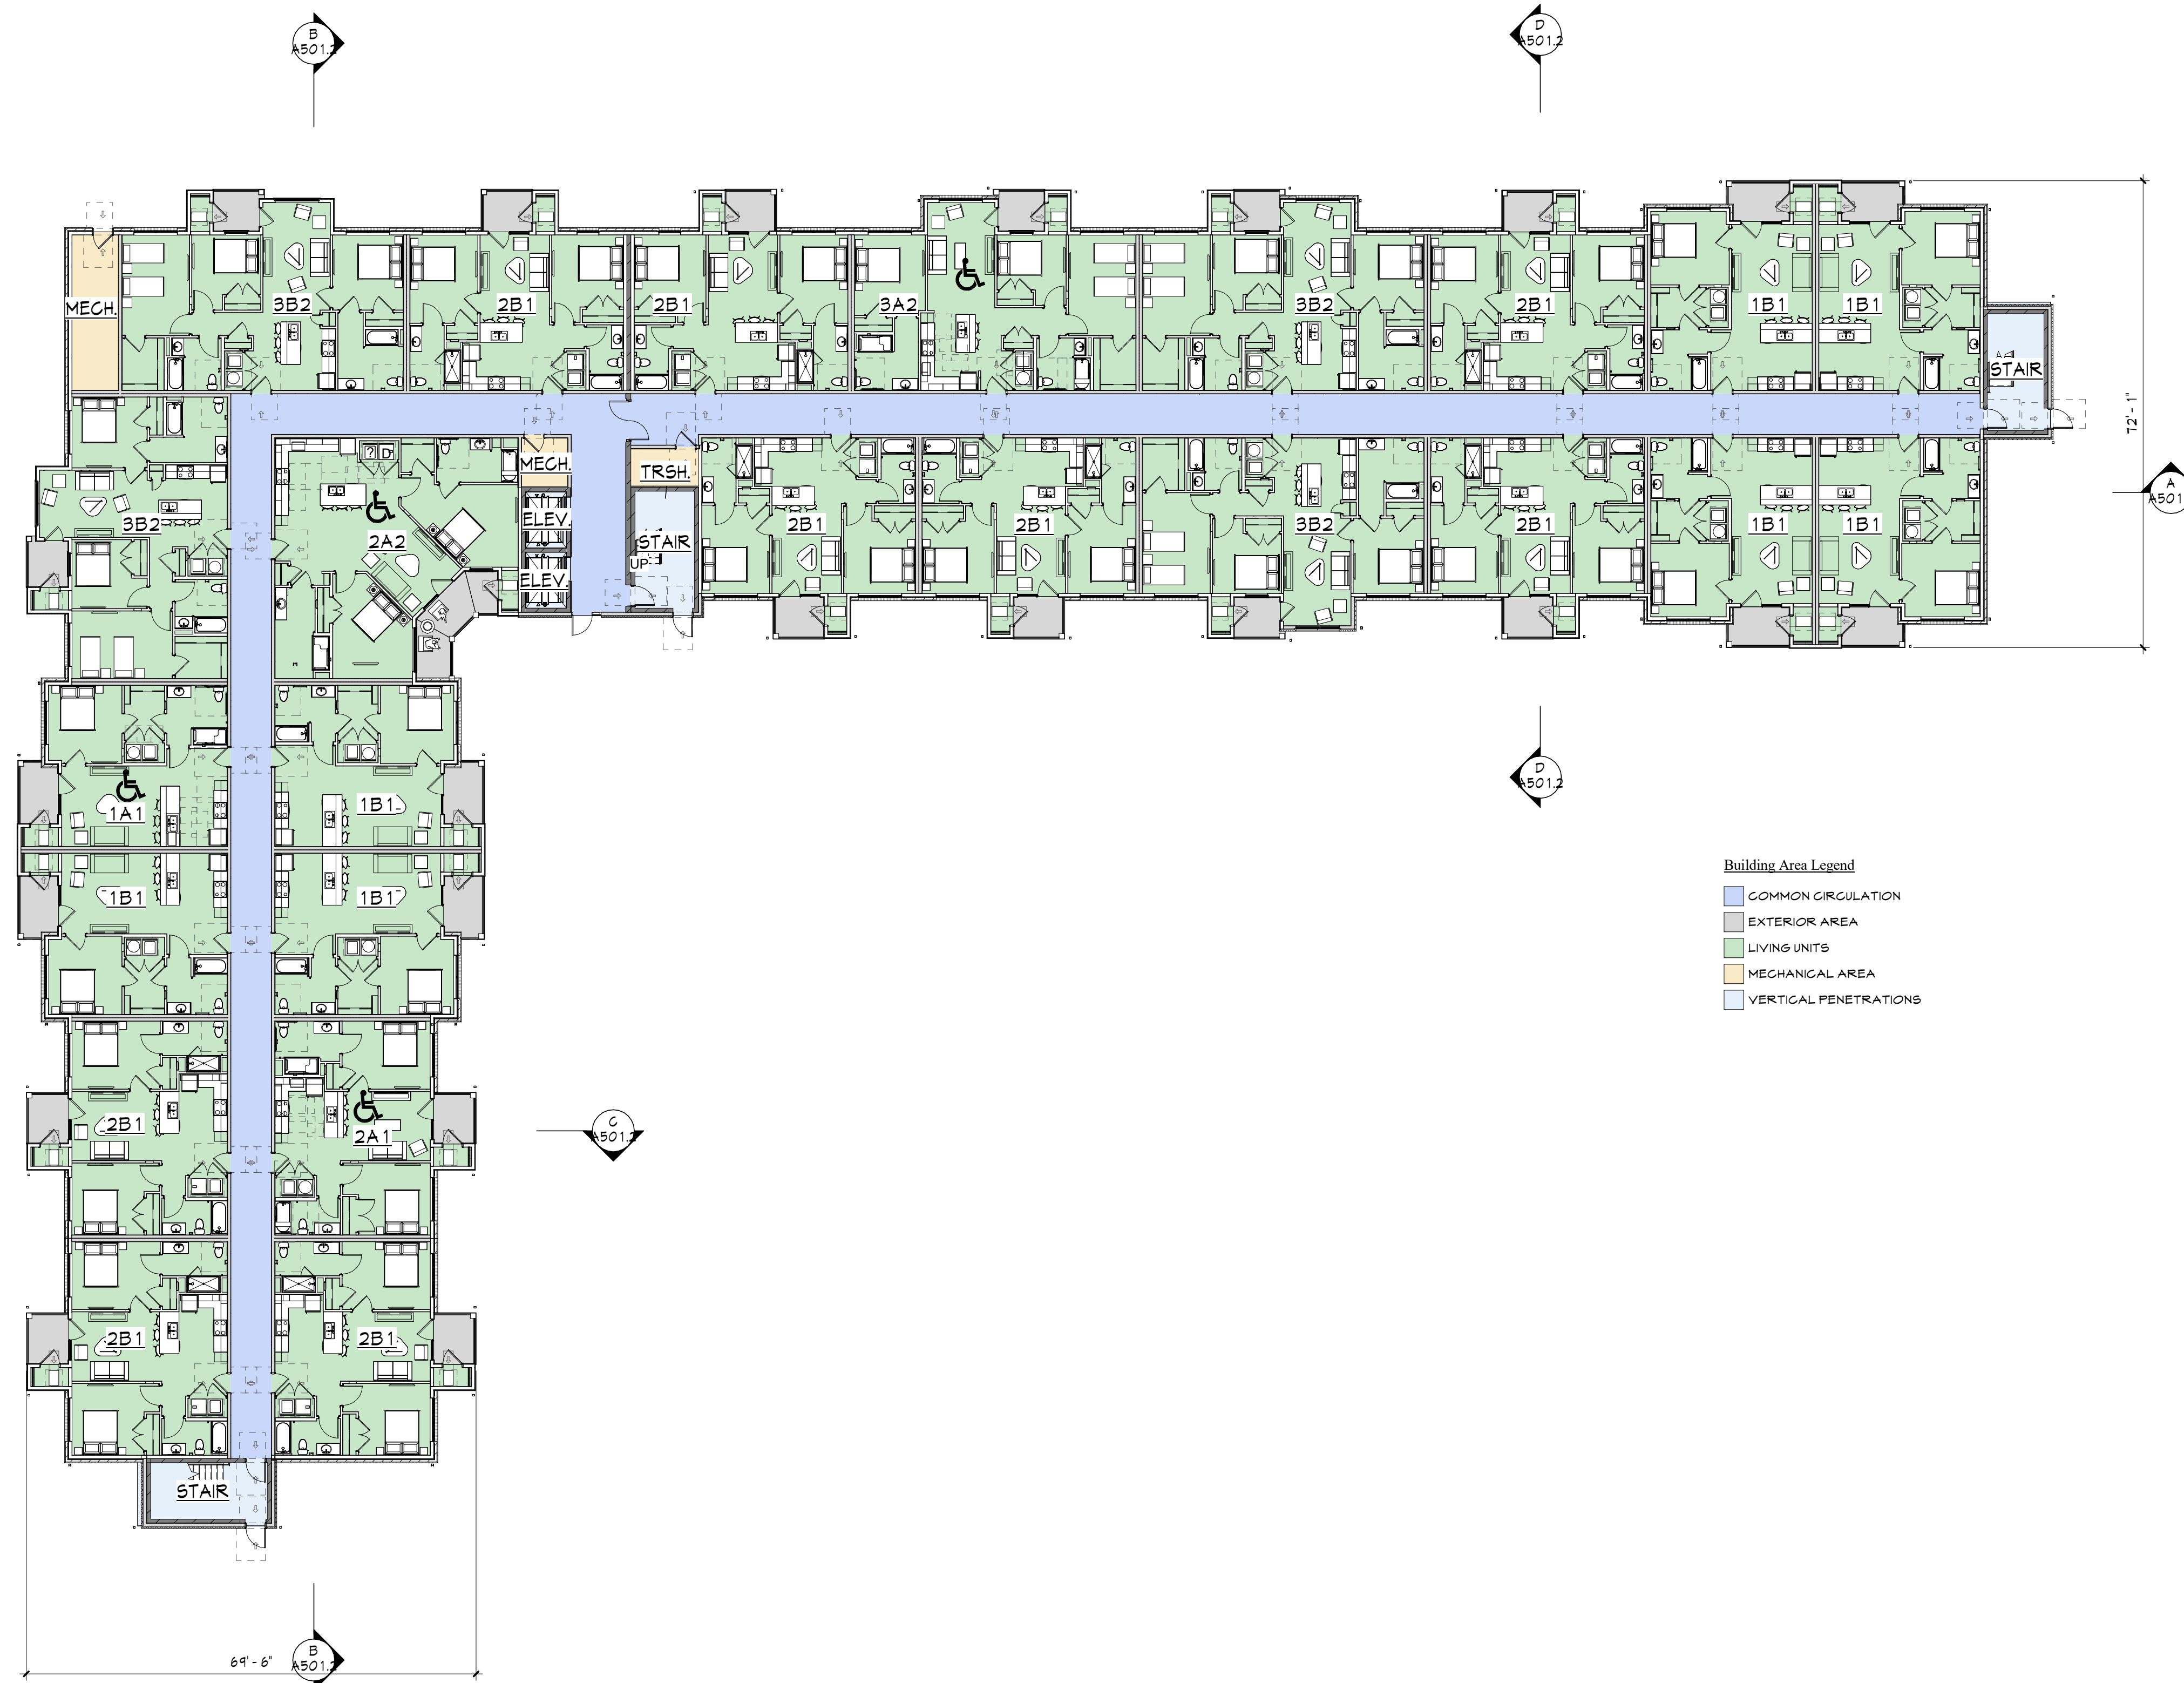 B
A501.2
D
A501.2
MECH.
3B2
2B1
2B1
3A2
3B2
2B1
1B1
1B1
STAIR
72' - 1"
MECH.
TRSH.
A
A501
3B2
2A2
ELEV.
STAIR
UP
ELEV.
2B1
2B1
3B2
2B1
1B1
1B1
D
A501.2
1A1
1B1
1B1
1B1
Building Area Legend
COMMON CIRCULATION
EXTERIOR AREA
LIVING UNITS
MECHANICAL AREA
VERTICAL PENETRATIONS
2B1
2A1
C
A501.2
2B1
2B1
STAIR
69' - 6"
B
A501.2